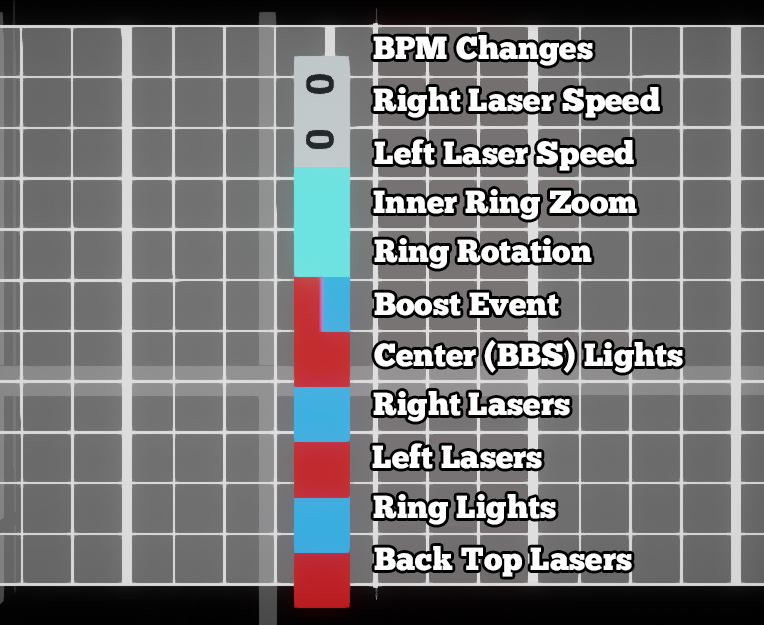 BPM Changes
0
Right Laser Speed
0
Left Laser Speed
Inner Ring Zoom
Ring Rotation
Boost Event
Center (BBS) Lights
Right Lasers
Left Lasers
Ring Lights
Back Top Lasers